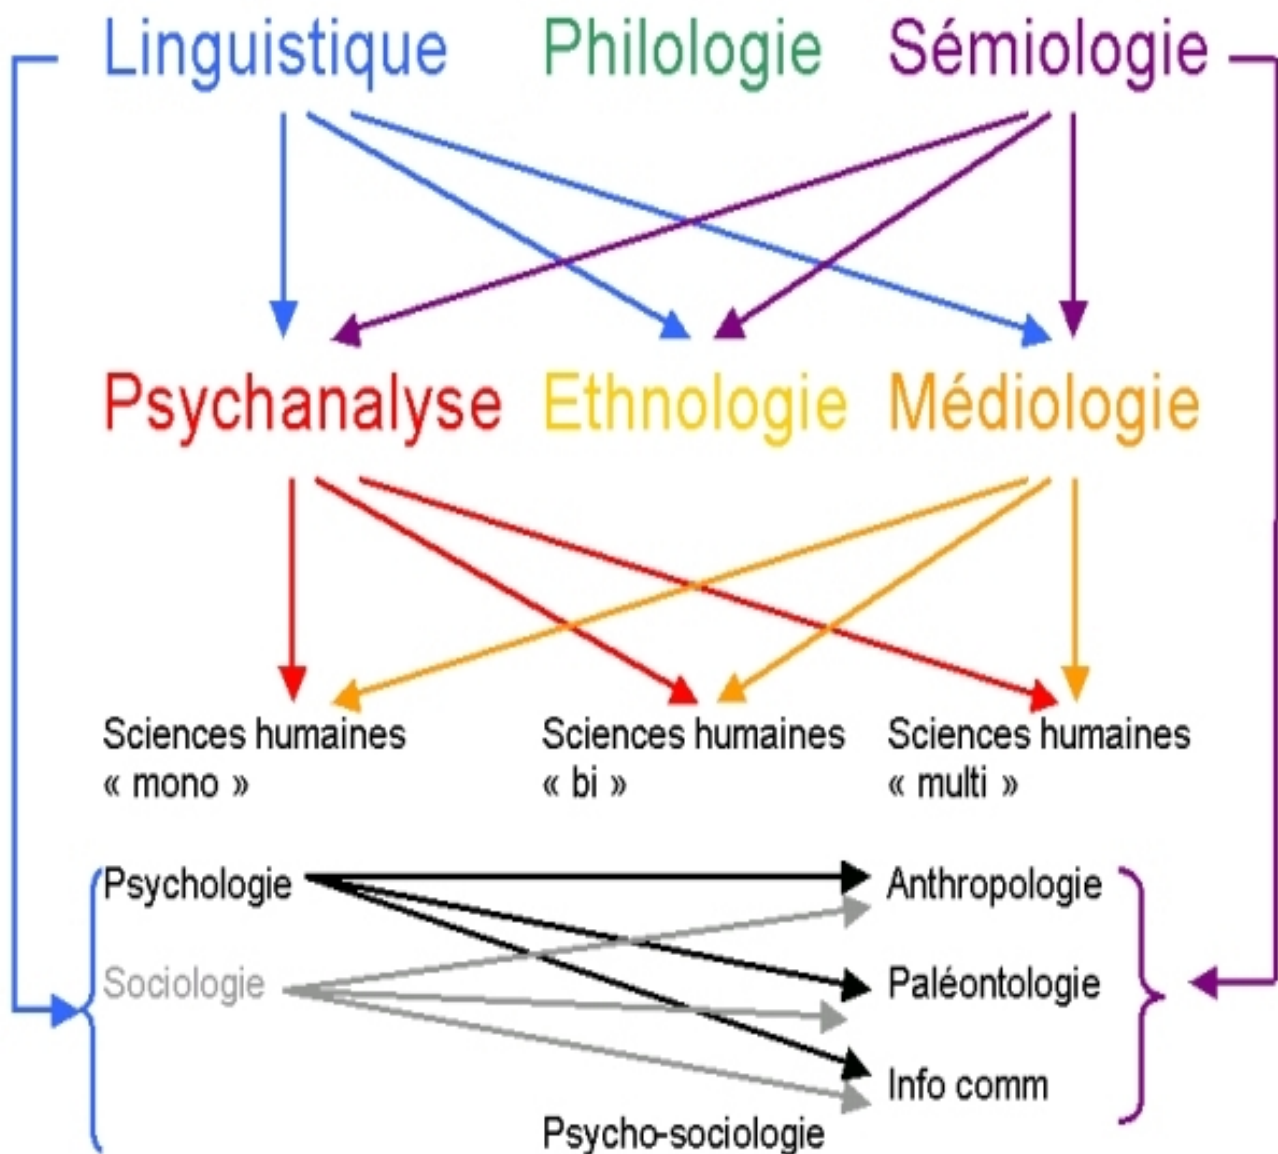 Linguistique Philologie Sémiologie
Psychanalyse Ethnologie Médiologie
Sciences humaines Sciences humaines Sciences humaines
« mono » « bi » « multi »
Psychologie Anthropologie
Sociologie Paléontologie
Info comm
Psycho-sociologie